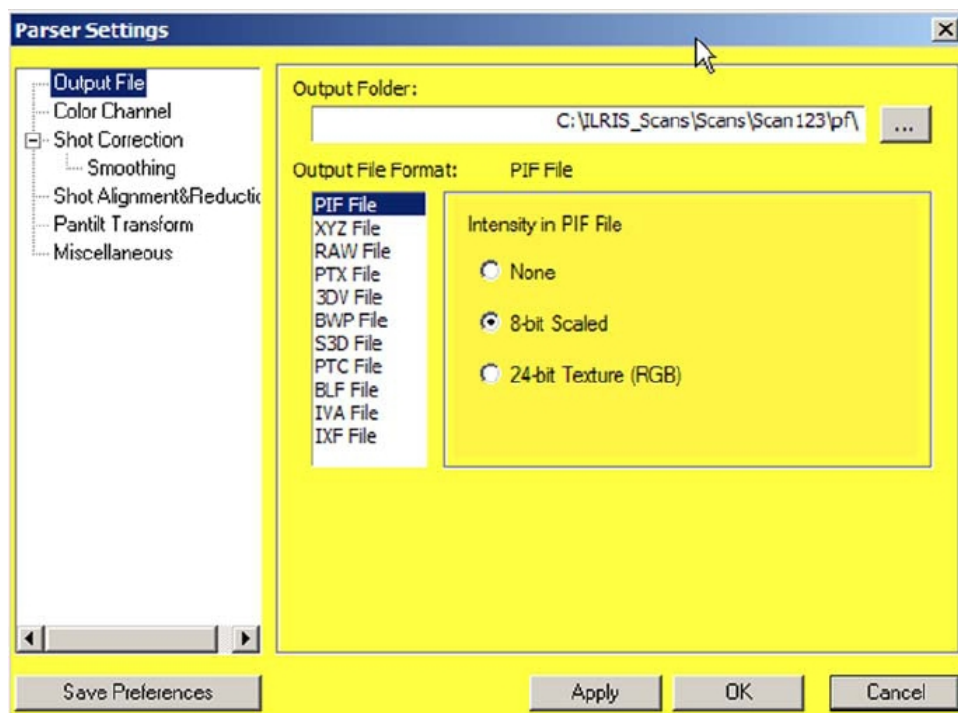 Parser Settings
Output File
Color Channel
Shot Correction
Smoothing
Shot Alignment&Reductic
Pantilt Transform
Miscellaneous
Output Folder:
C:\ILRIS_Scans\Scans\Scan123\pf\
...
Output File Format: PIF File
PIF File
XYZ File
RAW File
PTX File
3DV File
BWP File
S3D File
PTC File
BLF File
IVA File
IXF File
Intensity in PIF File
None
8-bit Scaled
24-bit Texture (RGB)
Save Preferences
Apply
OK
Cancel